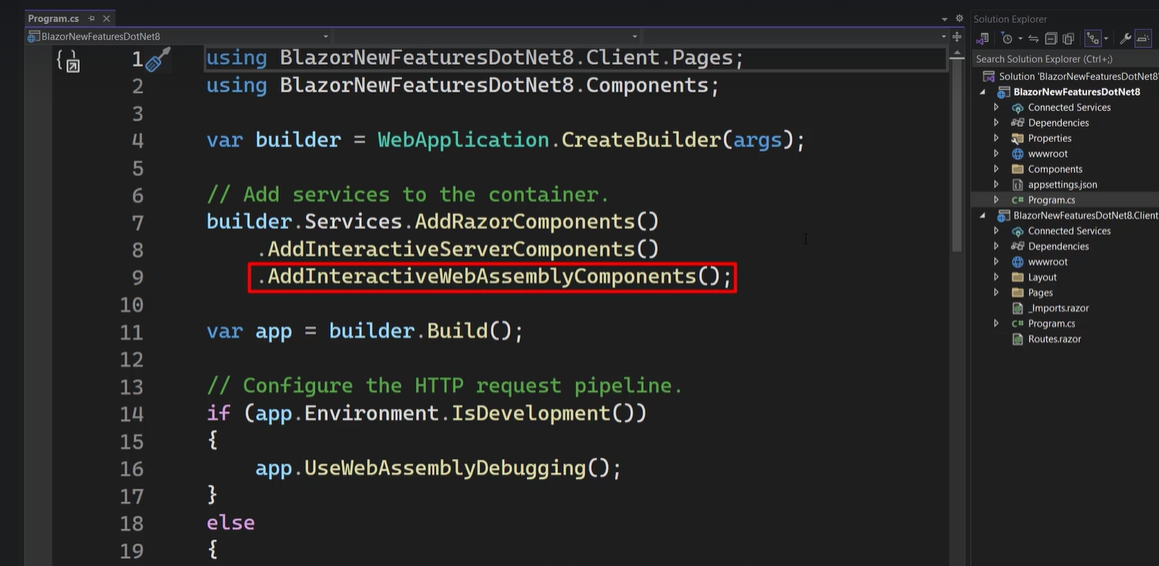 Program.cs
BlazorNewFeaturesDotNet8
1 using BlazorNewFeaturesDotNet8.Client.Pages;
2 using BlazorNewFeaturesDotNet8.Components;
3
4 var builder = WebApplication.CreateBuilder(args);
5
6 // Add services to the container.
7 builder.Services.AddRazorComponents()
8 .AddInteractiveServerComponents()
9 .AddInteractiveWebAssemblyComponents();
10
11 var app = builder.Build();
12
13 // Configure the HTTP request pipeline.
14 if (app.Environment.IsDevelopment())
15 {
16 app.UseWebAssemblyDebugging();
17 }
18 else
19 {
Solution Explorer
Search Solution Explorer (Ctrl+;)
Solution 'BlazorNewFeaturesDotNet8'
BlazorNewFeaturesDotNet8
Connected Services
Dependencies
Properties
wwwroot
Components
appsettings.json
C# Program.cs
BlazorNewFeaturesDotNet8.Client
Connected Services
Dependencies
wwwroot
Layout
Pages
_Imports.razor
C# Program.cs
Routes.razor